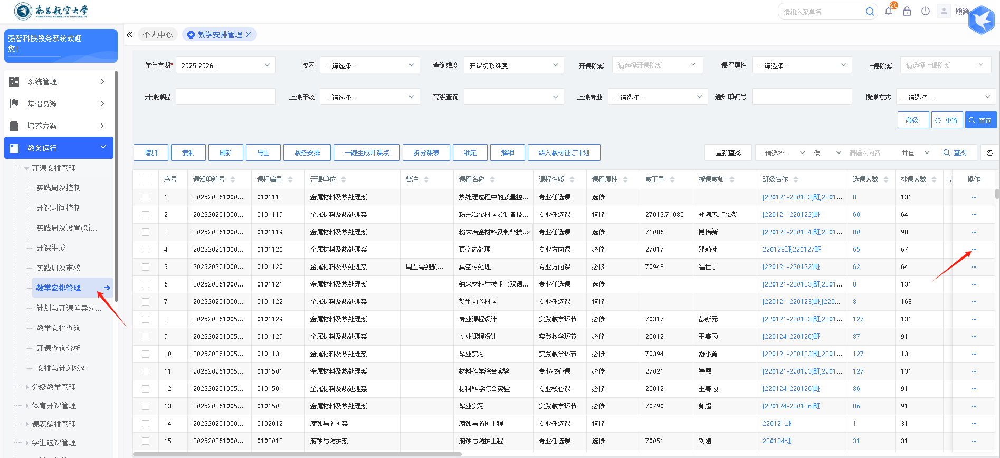 南昌航空大学
NANCHANG HANGKONG UNIVERSITY
请输入菜单名
20
熊巍
强智科技教务系统欢迎
您!
个人中心
教学安排管理
系统管理
基础资源
培养方案
教务运行
开课安排管理
实践周次控制
开课时间控制
实践周次设置(新...
开课生成
实践周次审核
教学安排管理
计划与开课差异对...
教学安排查询
开课查询分析
安排与计划核对
分级教学管理
体育开课管理
课表编排管理
学生选课管理
学年学期* 2025-2026-1 校区 ---请选择--- 查询维度 开课院系维度 开课院系 请选择开课院系 课程属性 ---请选择--- 上课院系 请选择上课院系
开课课程 上课年级 ---请选择--- 高级查询 上课专业 ---请选择--- 通知单编号 授课方式 ---请选择---
高级 重置 查询
增加 复制 刷新 导出 教务安排 一键生成开课点 拆分课表 锁定 解锁 转入教材征订计划 重新查找 --请选择-- 像 请输入内容 并且 查找
序号 通知单编号 课程编号 开课单位 备注 课程名称 课程性质 课程属性 教工号 授课教师 班级名称 选课人数 排课人数 操作
1 202520261000... 0101118 金属材料及热处理系 热处理过程中的质量控... 专业任选课 选修 [220121-220123]班,2201... 8 131 ...
2 202520261000... 0101119 金属材料及热处理系 粉末冶金材料及制备技... 专业任选课 选修 27015,71086 郑海忠,肖怡新 [220121-220122]班 60 64 ...
3 202520261000... 0101119 金属材料及热处理系 粉末冶金材料及制备技... 专业任选课 选修 71086 肖怡新 [220123-220124]班,2201... 80 98 ...
4 202520261000... 0101120 金属材料及热处理系 真空热处理 专业方向课 必修 27017 邓莉萍 220123班,220127班 65 67 ...
5 202520261000... 0101120 金属材料及热处理系 周五需到航... 真空热处理 专业方向课 必修 70943 崔世宇 [220121-220122]班 62 64 ...
6 202520261000... 0101121 金属材料及热处理系 纳米材料与技术（双语... 专业任选课 选修 [220121-220123]班,2201... 8 131 ...
7 202520261000... 0101122 金属材料及热处理系 新型功能材料 专业任选课 选修 [220121-220123]班,[220... 8 163 ...
8 202520261005... 0101129 金属材料及热处理系 专业课程设计 实践教学环节 必修 70317 彭新元 [220121-220123]班,2201... 127 131 ...
9 202520261005... 0101129 金属材料及热处理系 专业课程设计 实践教学环节 必修 26012 王春霞 [220124-220126]班 87 91 ...
10 202520261005... 0101131 金属材料及热处理系 毕业实习 实践教学环节 必修 70394 舒小勇 [220121-220123]班,2201... 127 131 ...
11 202520261005... 0101501 金属材料及热处理系 材料科学综合实验 专业核心课 必修 27021 崔霞 [220121-220123]班,2201... 127 131 ...
12 202520261005... 0101501 金属材料及热处理系 材料科学综合实验 专业核心课 必修 26012 王春霞 [220124-220126]班 86 91 ...
13 202520261005... 0101502 金属材料及热处理系 毕业实习 实践教学环节 必修 70790 师超 [220124-220126]班 86 91 ...
14 202520261000... 0102012 腐蚀与防护系 腐蚀与防护工程 专业任选课 选修 220121班 1 31 ...
15 202520261000... 0102012 腐蚀与防护系 腐蚀与防护工程 专业任选课 选修 70051 刘刚 220124班 31 31 ...